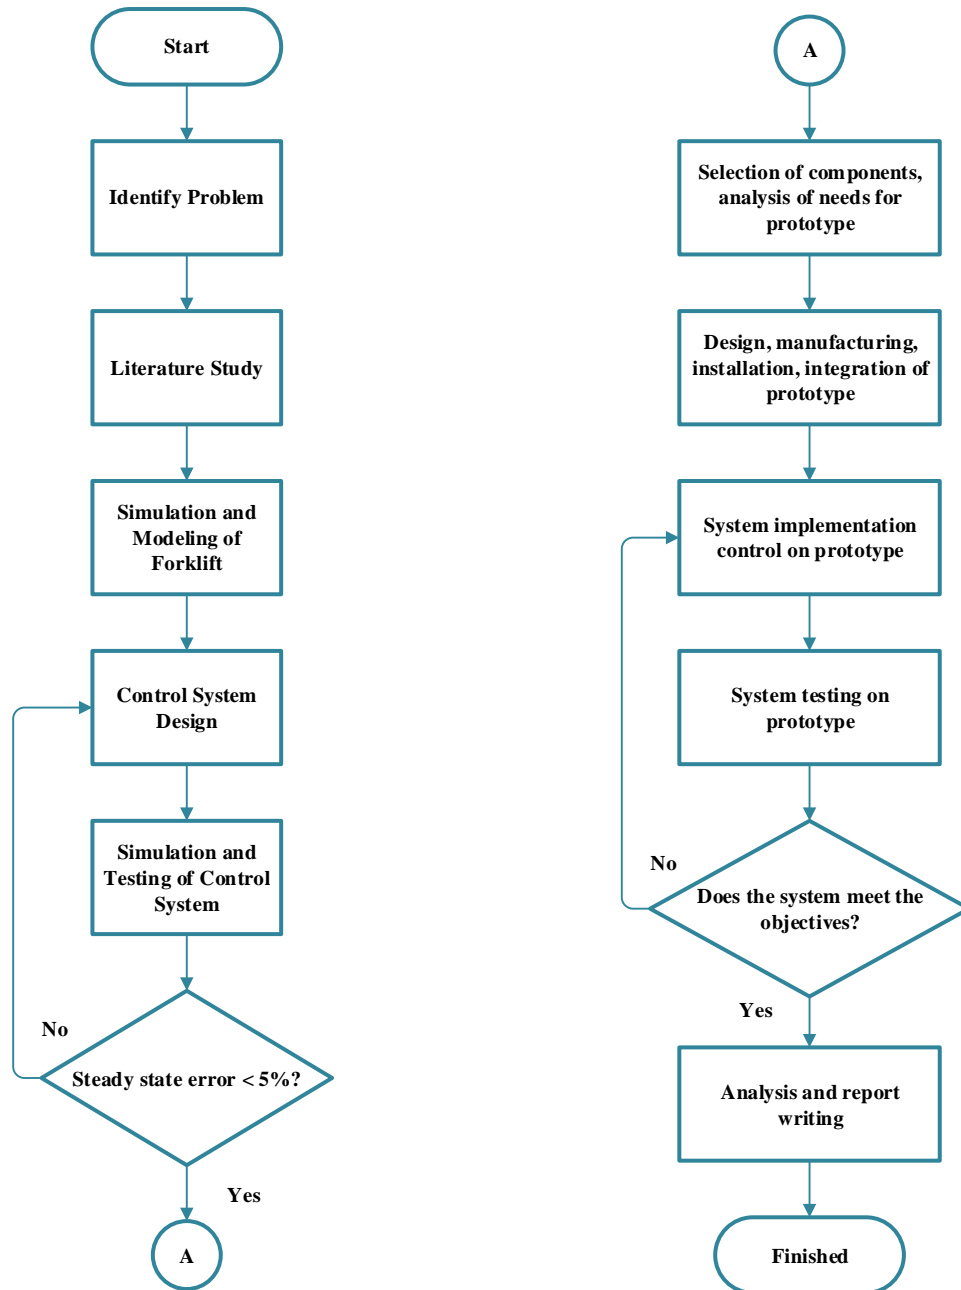 Start
Identify Problem
Literature Study
Simulation and
Modeling of
Forklift
Control System
Design
Simulation and
Testing of Control
System
No
Steady state error < 5%?
Yes
A
A
Selection of components,
analysis of needs for
prototype
Design, manufacturing,
installation, integration of
prototype
System implementation
control on prototype
System testing on
prototype
No
Does the system meet the
objectives?
Yes
Analysis and report
writing
Finished